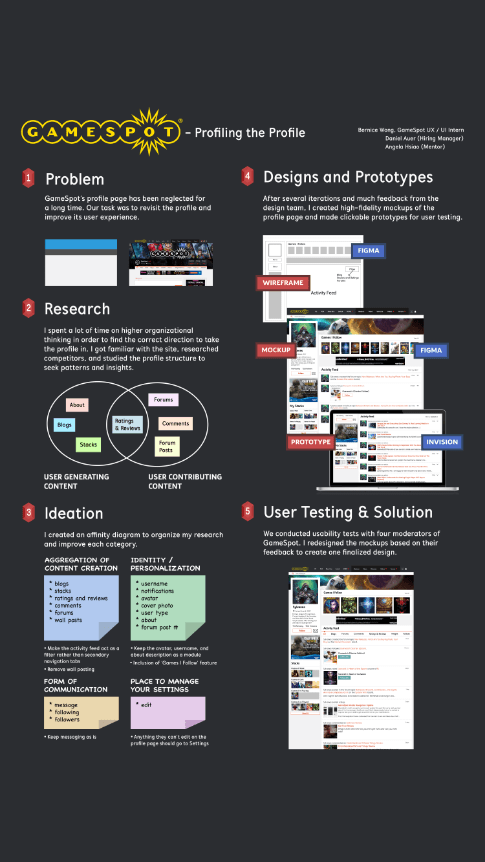 GAMESPOT
– Profiling the Profile
Bernice Wong, GameSpot UX / UI Intern
Daniel Auer (Hiring Manager)
Angela Hsiao (Mentor)
1 Problem
GameSpot's profile page has been neglected for
a long time. Our task was to revisit the profile and
improve its user experience.
2 Research
I spent a lot of time on higher organizational
thinking in order to find the correct direction to take
the profile in. I got familiar with the site, researched
competitors, and studied the profile structure to
seek patterns and insights.
About
Blogs
Stacks
Ratings
& Reviews
Forums
Comments
Forum
Posts
USER GENERATING
CONTENT
USER CONTRIBUTING
CONTENT
3 Ideation
I created an affinity diagram to organize my research
and improve each category.
AGGREGATION OF
CONTENT CREATION
* blogs
* stacks
* ratings and reviews
* comments
* forums
* wall posts
• Make the activity feed act as a
filter rather then secondary
navigation tabs
• Remove wall posting
IDENTITY /
PERSONALIZATION
* username
* notifications
* avatar
* cover photo
* user type
* about
* forum post #
• Keep the avatar, username, and
about description as a module
• Inclusion of 'Games I Follow' feature
FORM OF
COMMUNICATION
* message
* following
* followers
• Keep messaging as is
PLACE TO MANAGE
YOUR SETTINGS
* edit
• Anything they can't edit on the
profile page should go to Settings
4 Designs and Prototypes
After several iterations and much feedback from the
design team, I created high-fidelity mockups of the
profile page and made clickable prototypes for user testing.
FIGMA
WIREFRAME
Activity Feed
MOCKUP
FIGMA
Activity Feed
PROTOTYPE
INVISION
5 User Testing & Solution
We conducted usability tests with four moderators of
GameSpot. I redesigned the mockups based on their
feedback to create one finalized design.
Activity Feed